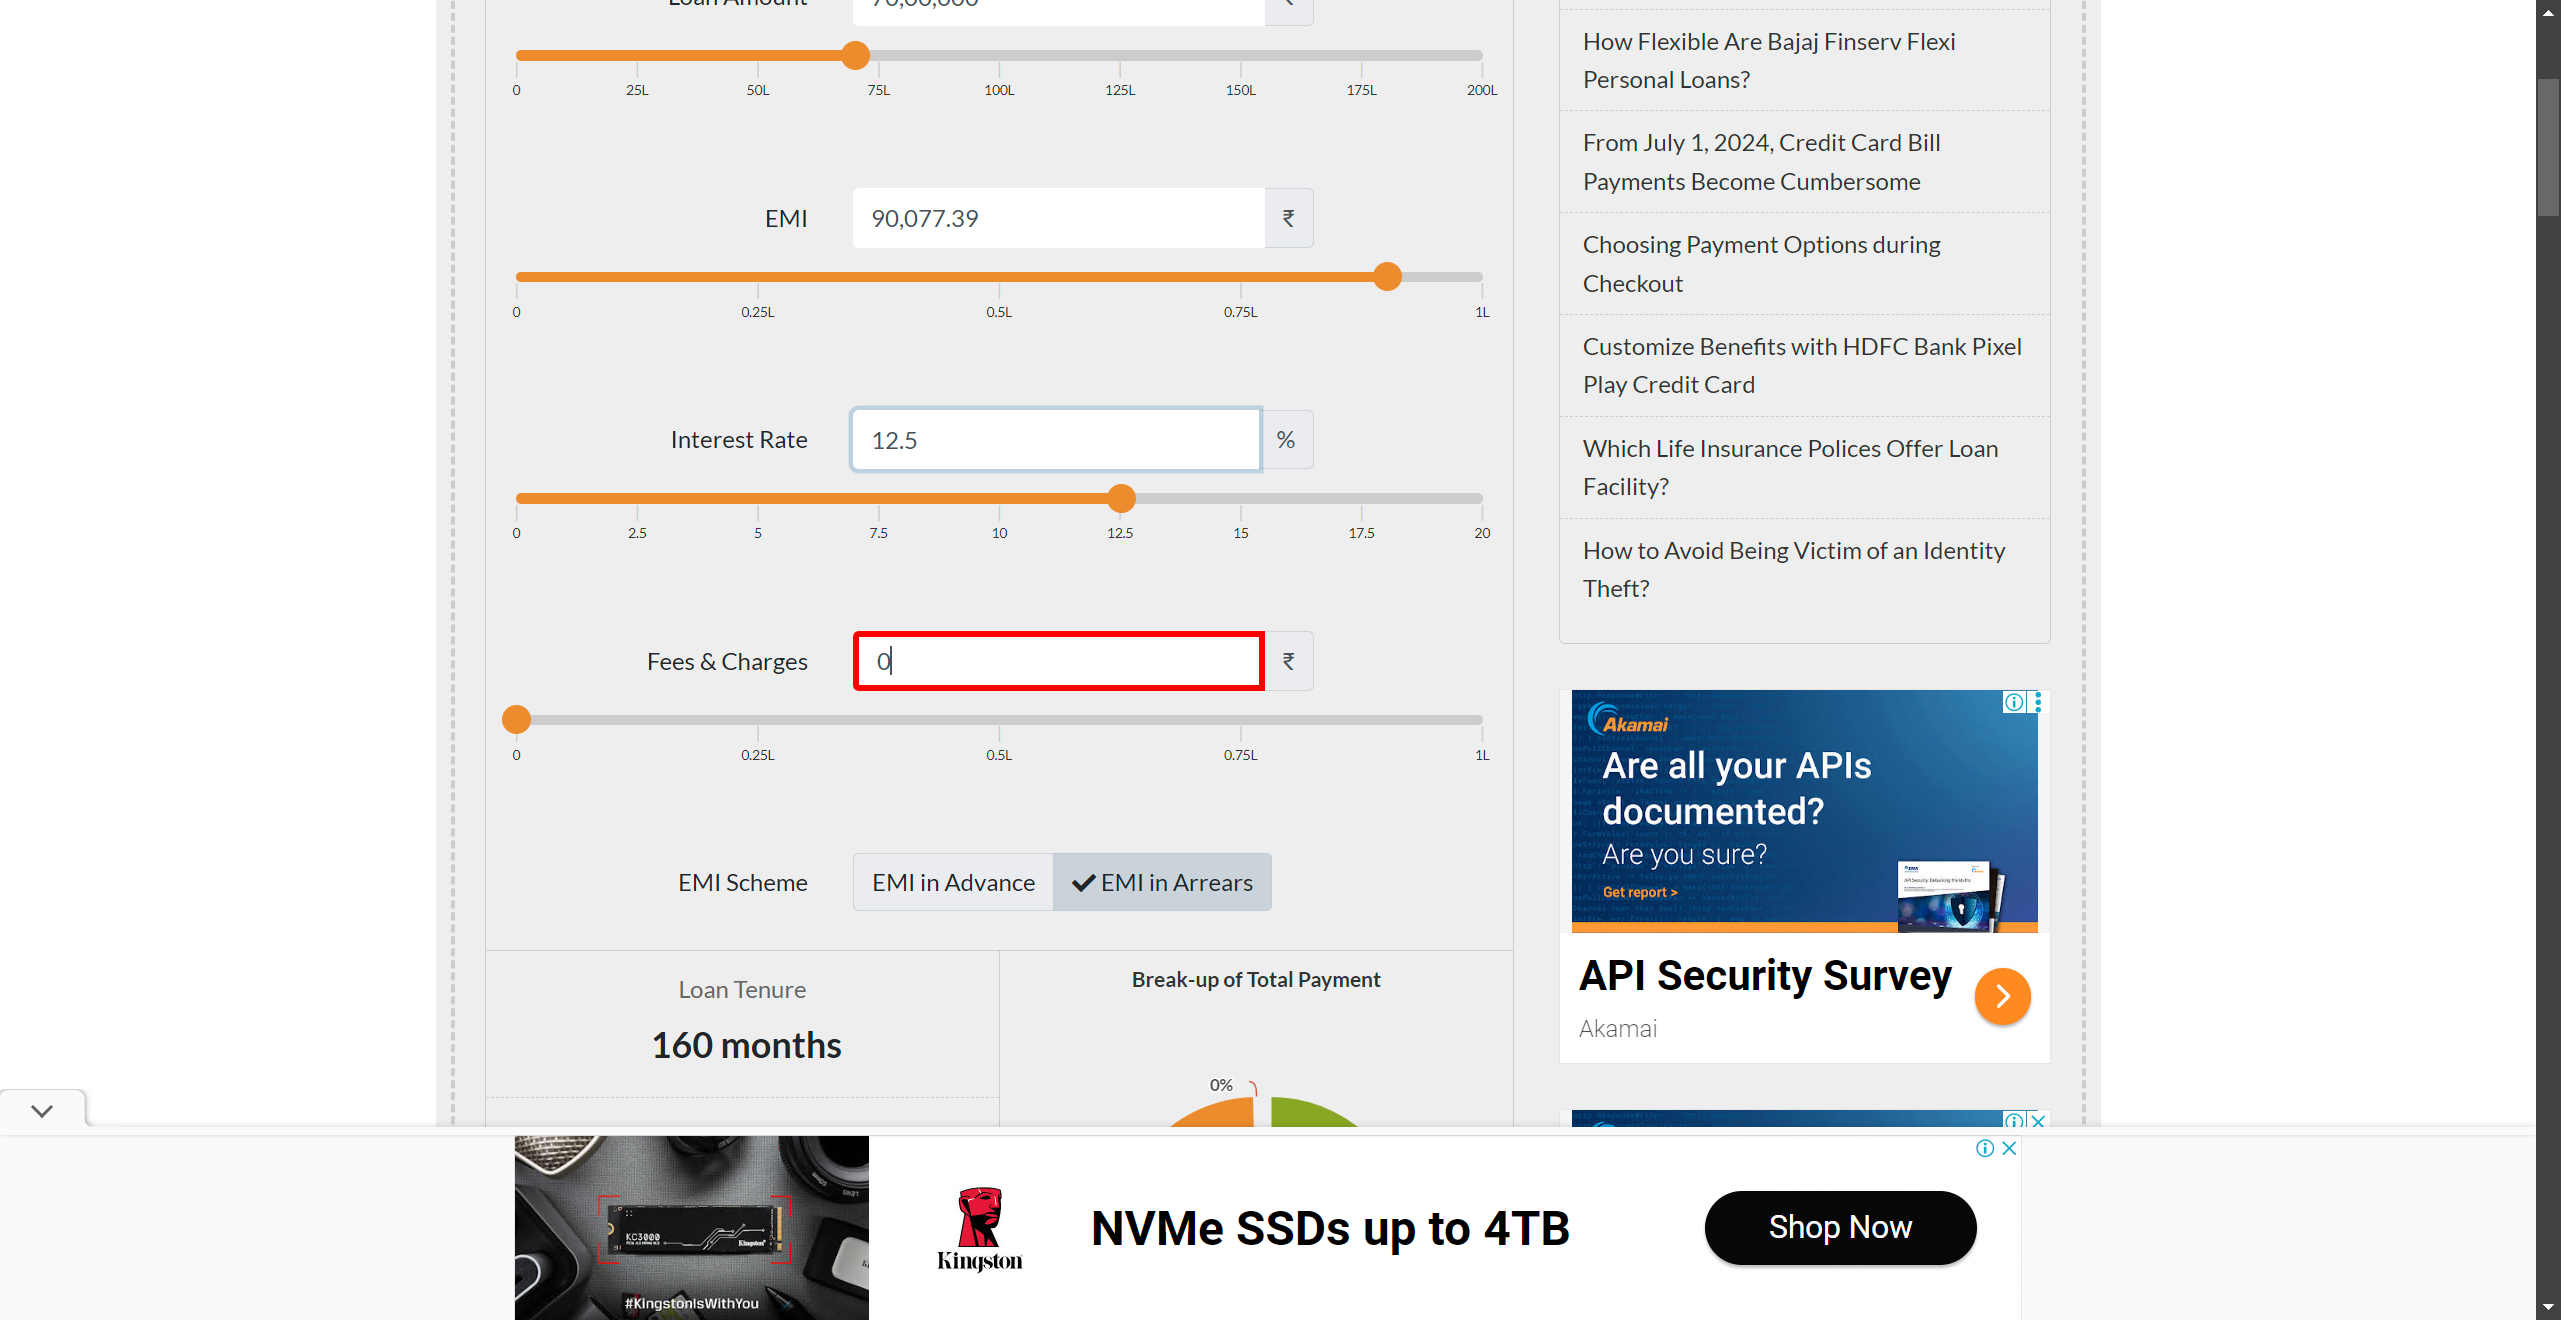 Loan Amount
70,00,000
₹
0
25L
50L
75L
100L
125L
150L
175L
200L
EMI
90,077.39
₹
0
0.25L
0.5L
0.75L
1L
Interest Rate
12.5
%
0
2.5
5
7.5
10
12.5
15
17.5
20
Fees & Charges
0
₹
0
0.25L
0.5L
0.75L
1L
EMI Scheme
EMI in Advance
EMI in Arrears
Loan Tenure
160 months
Break-up of Total Payment
0%
How Flexible Are Bajaj Finserv Flexi
Personal Loans?
From July 1, 2024, Credit Card Bill
Payments Become Cumbersome
Choosing Payment Options during
Checkout
Customize Benefits with HDFC Bank Pixel
Play Credit Card
Which Life Insurance Polices Offer Loan
Facility?
How to Avoid Being Victim of an Identity
Theft?
Akamai
Are all your APIs
documented?
Are you sure?
Get report >
API Security Survey
Akamai
KC3000
Kingston
#KingstonIsWithYou
Kingston
NVMe SSDs up to 4TB
Shop Now